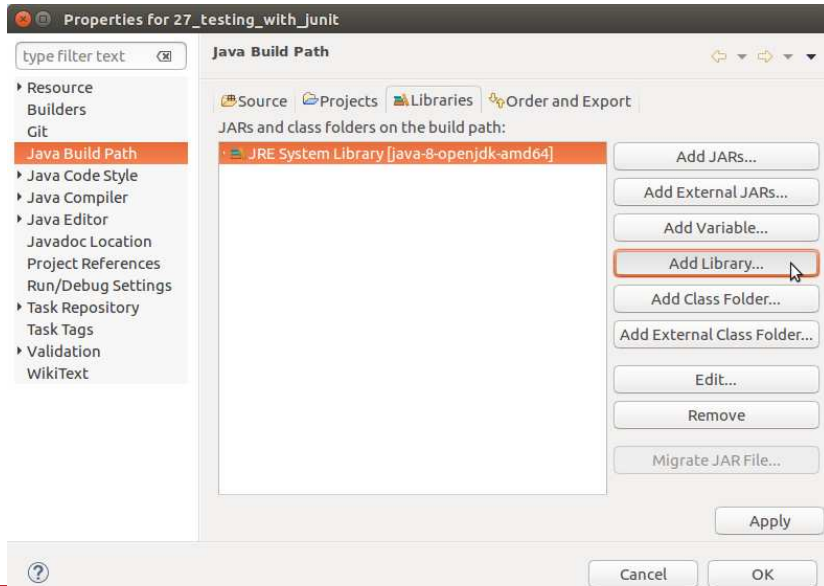 Properties for 27_testing_with_junit
type filter text
Java Build Path
Resource
Builders
Git
Java Build Path
Java Code Style
Java Compiler
Java Editor
Javadoc Location
Project References
Run/Debug Settings
Task Repository
Task Tags
Validation
WikiText
Source Projects Libraries Order and Export
JARs and class folders on the build path:
JRE System Library [java-8-openjdk-amd64]
Add JARs...
Add External JARs...
Add Variable...
Add Library...
Add Class Folder...
Add External Class Folder...
Edit...
Remove
Migrate JAR File...
Apply
?
Cancel OK